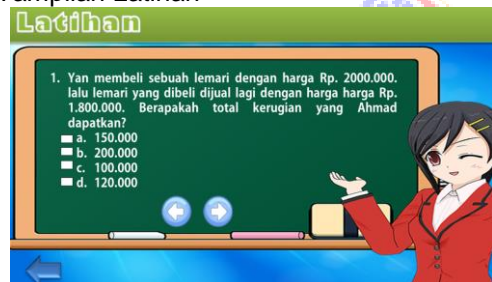 Tampilan Latihan
Latihan
1. Yan membeli sebuah lemari dengan harga Rp. 2000.000.
lalu lemari yang dibeli dijual lagi dengan harga harga Rp.
1.800.000. Berapakah total kerugian yang Ahmad
dapatkan?
a. 150.000
b. 200.000
c. 100.000
d. 120.000